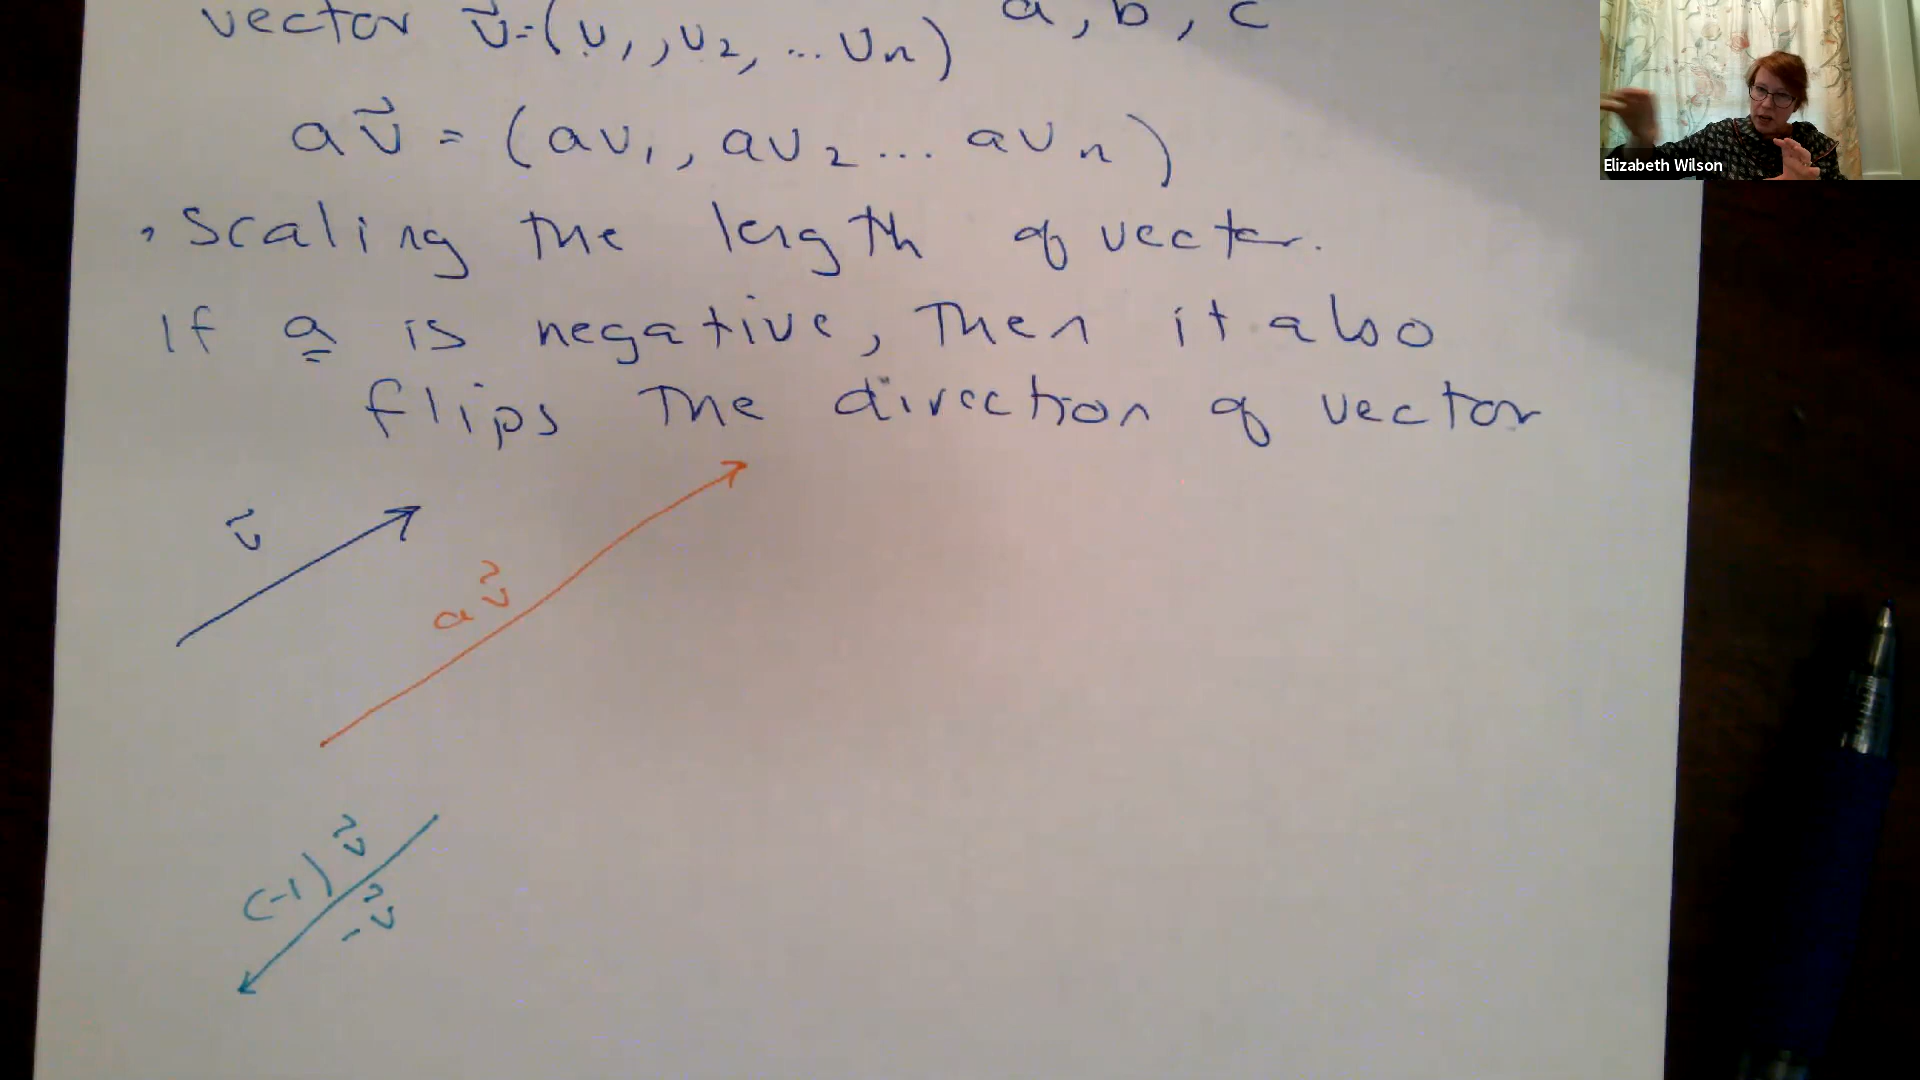 vector v⃗=(v₁, v₂, ... vₙ) a, b, c
av⃗ = (av₁, av₂ ... avₙ)
Elizabeth Wilson
• scaling the length of vector.
If a is negative, then it also
flips the direction of vector
v⃗
av⃗
(-1)v⃗
-v⃗